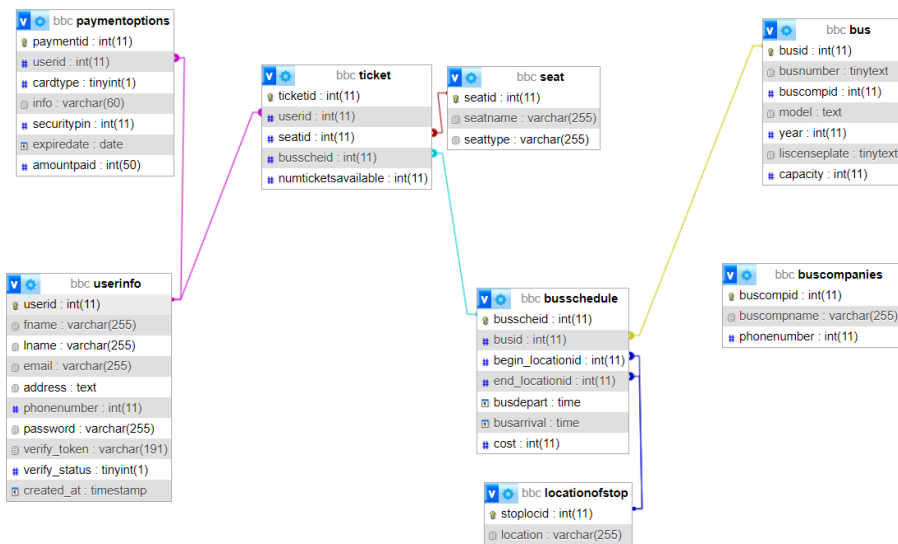 bbc paymentoptions
paymentid : int(11)
userid : int(11)
cardtype : tinyint(1)
info : varchar(60)
securitypin : int(11)
expiredate : date
amountpaid : int(50)
bbc ticket
ticketid : int(11)
userid : int(11)
seatid : int(11)
busscheid : int(11)
numticketsavailable : int(11)
bbc seat
seatid : int(11)
seatname : varchar(255)
seattype : varchar(255)
bbc bus
busid : int(11)
busnumber : tinytext
buscompid : int(11)
model : text
year : int(11)
liscenseplate : tinytext
capacity : int(11)
bbc userinfo
userid : int(11)
fname : varchar(255)
lname : varchar(255)
email : varchar(255)
address : text
phonenumber : int(11)
password : varchar(255)
verify_token : varchar(191)
verify_status : tinyint(1)
created_at : timestamp
bbc busschedule
busscheid : int(11)
busid : int(11)
begin_locationid : int(11)
end_locationid : int(11)
busdepart : time
busarrival : time
cost : int(11)
bbc buscompanies
buscompid : int(11)
buscompname : varchar(255)
phonenumber : int(11)
bbc locationofstop
stoplocid : int(11)
location : varchar(255)